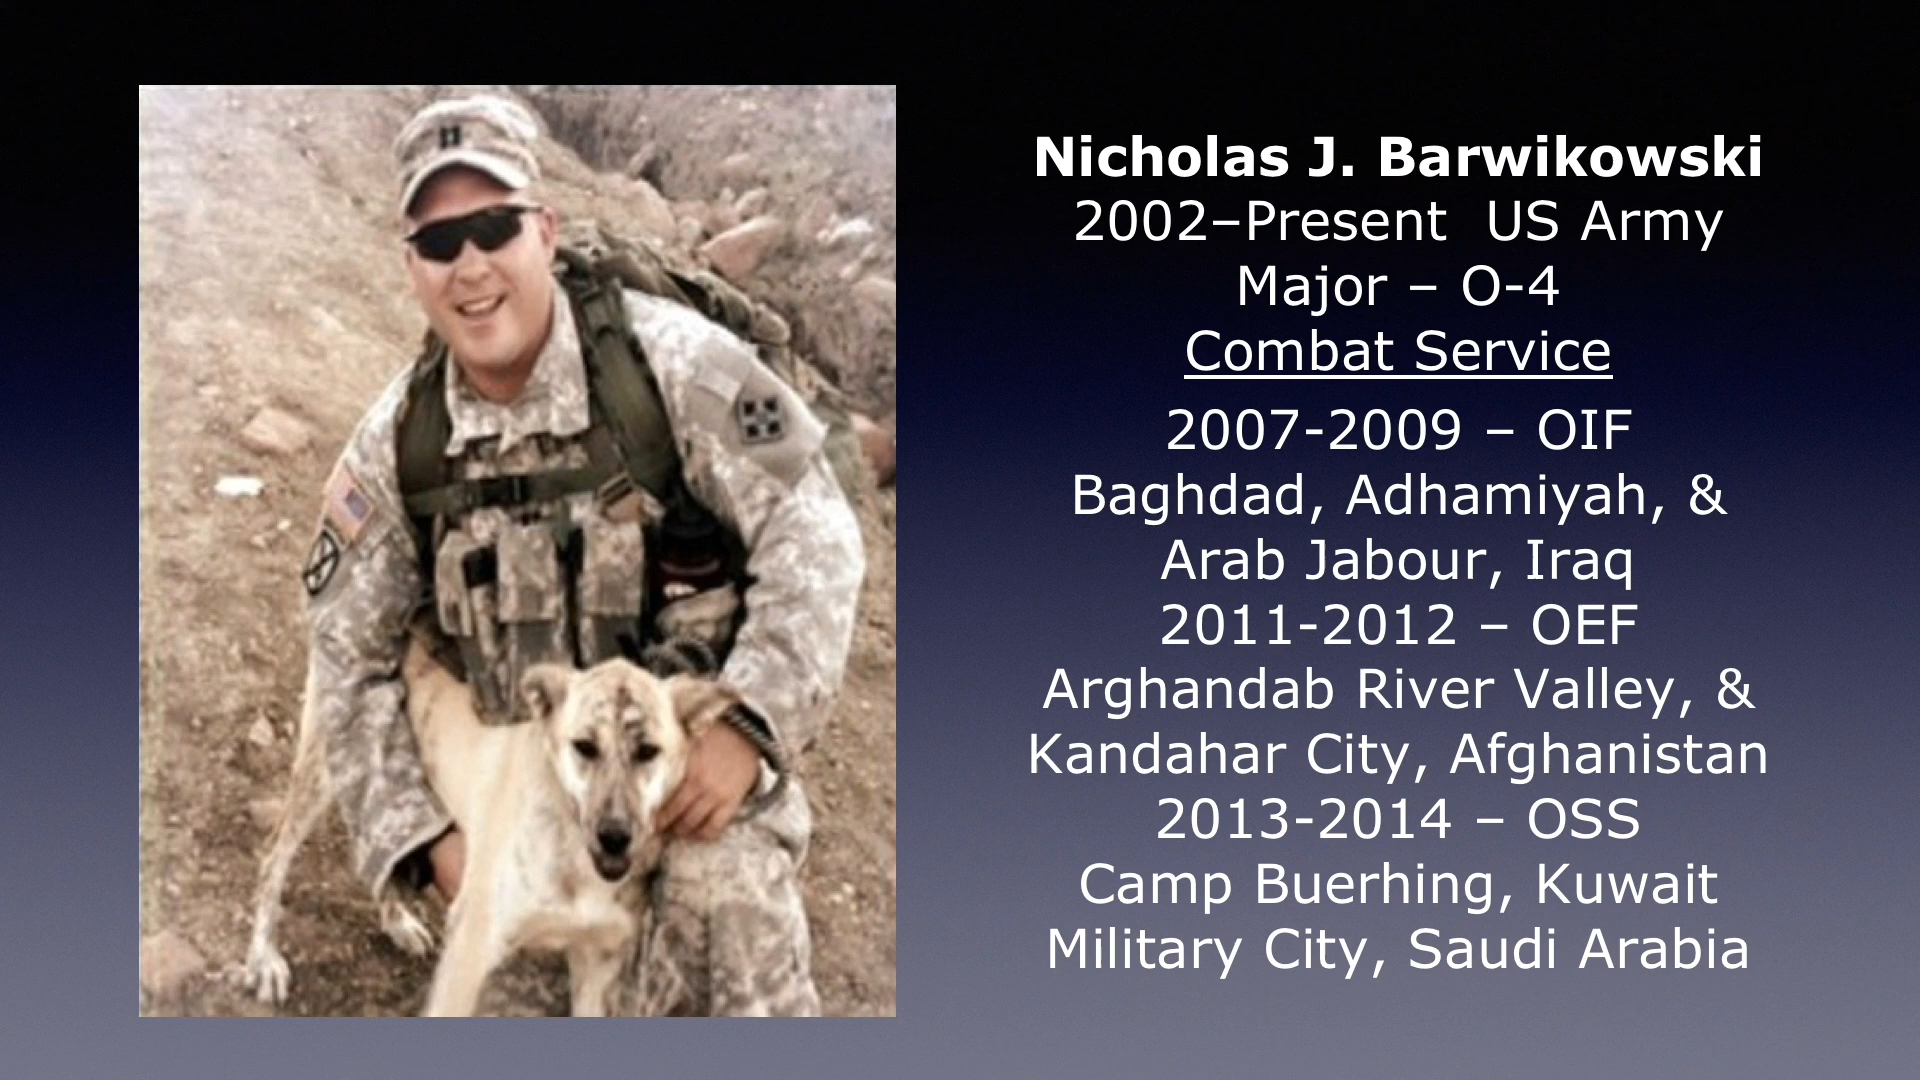 Nicholas J. Barwikowski
2002–Present  US Army
Major – O-4
Combat Service
2007-2009 – OIF
Baghdad, Adhamiyah, &
Arab Jabour, Iraq
2011-2012 – OEF
Arghandab River Valley, &
Kandahar City, Afghanistan
2013-2014 – OSS
Camp Buerhing, Kuwait
Military City, Saudi Arabia